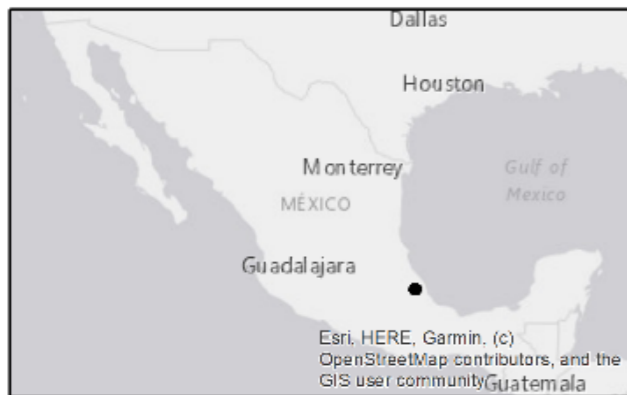 Dallas
Houston
Monterrey
Gulf of
Mexico
MÉXICO
Guadalajara
Esri, HERE, Garmin, (c)
OpenStreetMap contributors, and the
GIS user community
Guatemala